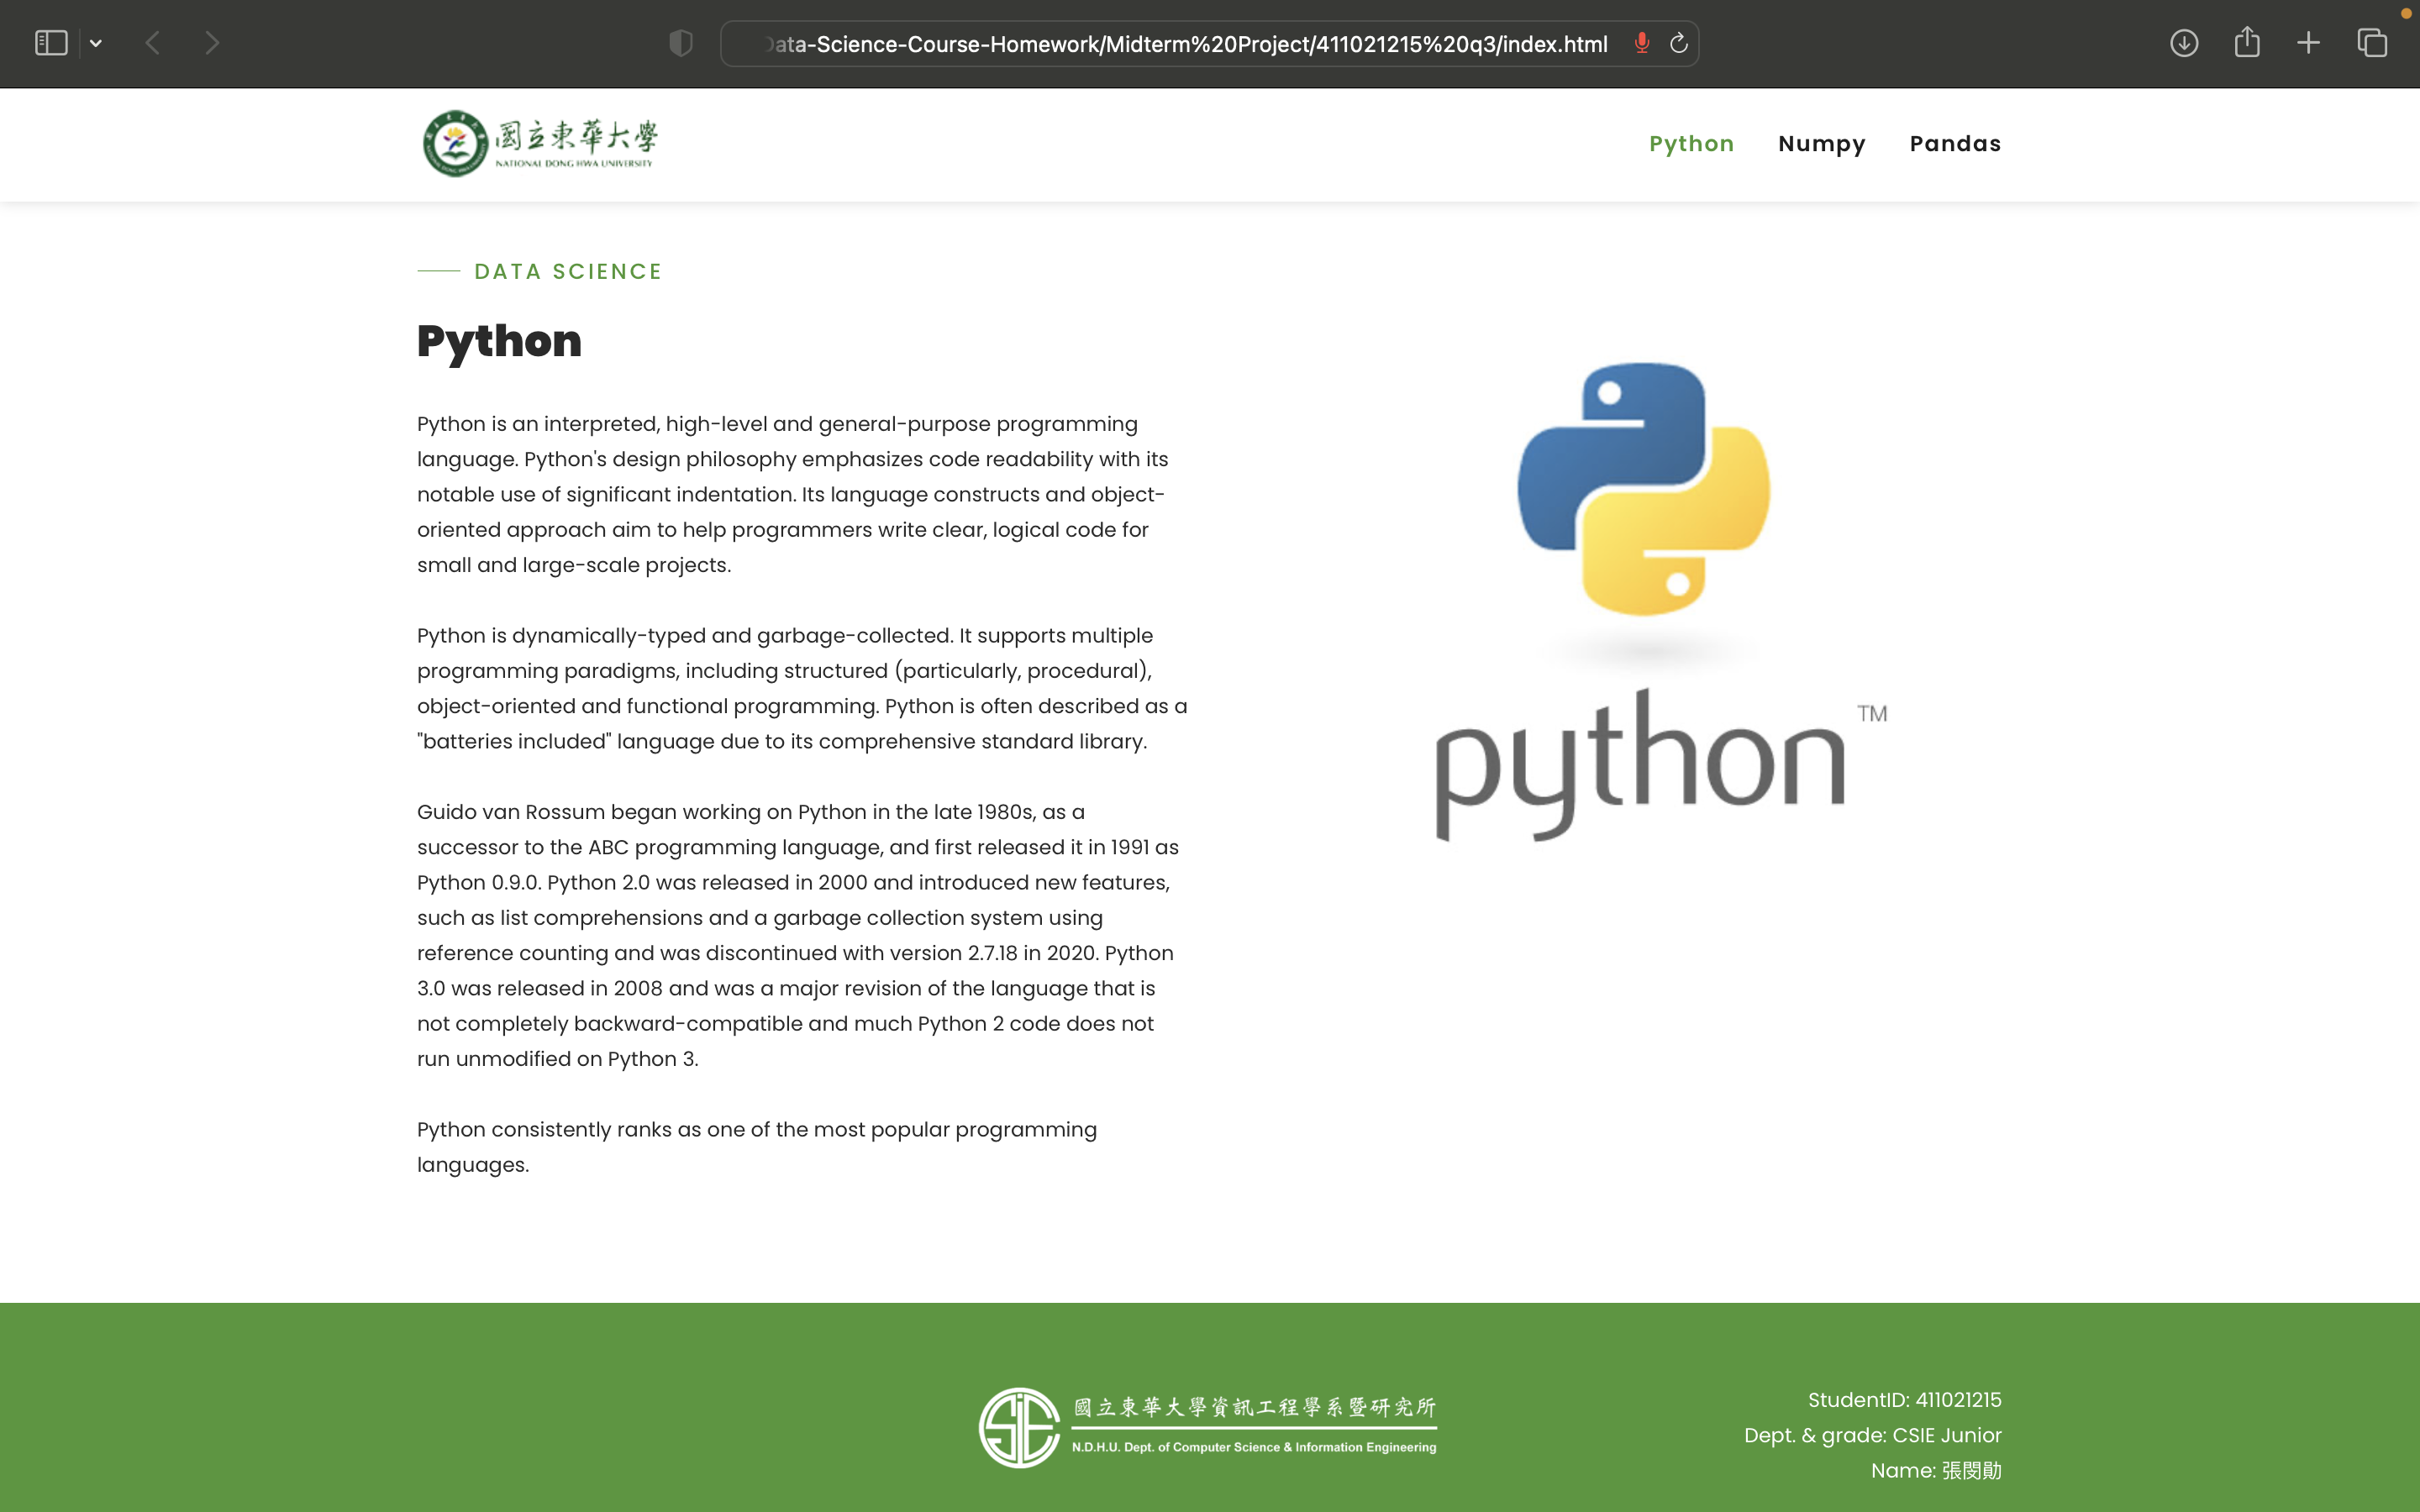 ata-Science-Course-Homework/Midterm%20Project/411021215%20q3/index.html
國立東華大學
NATIONAL DONG HWA UNIVERSITY
Python Numpy Pandas
DATA SCIENCE
Python
Python is an interpreted, high-level and general-purpose programming
language. Python's design philosophy emphasizes code readability with its
notable use of significant indentation. Its language constructs and object-
oriented approach aim to help programmers write clear, logical code for
small and large-scale projects.
Python is dynamically-typed and garbage-collected. It supports multiple
programming paradigms, including structured (particularly, procedural),
object-oriented and functional programming. Python is often described as a
"batteries included" language due to its comprehensive standard library.
Guido van Rossum began working on Python in the late 1980s, as a
successor to the ABC programming language, and first released it in 1991 as
Python 0.9.0. Python 2.0 was released in 2000 and introduced new features,
such as list comprehensions and a garbage collection system using
reference counting and was discontinued with version 2.7.18 in 2020. Python
3.0 was released in 2008 and was a major revision of the language that is
not completely backward-compatible and much Python 2 code does not
run unmodified on Python 3.
Python consistently ranks as one of the most popular programming
languages.
python™
國立東華大學資訊工程學系暨研究所
N.D.H.U. Dept. of Computer Science & Information Engineering
StudentID: 411021215
Dept. & grade: CSIE Junior
Name: 張閔勛